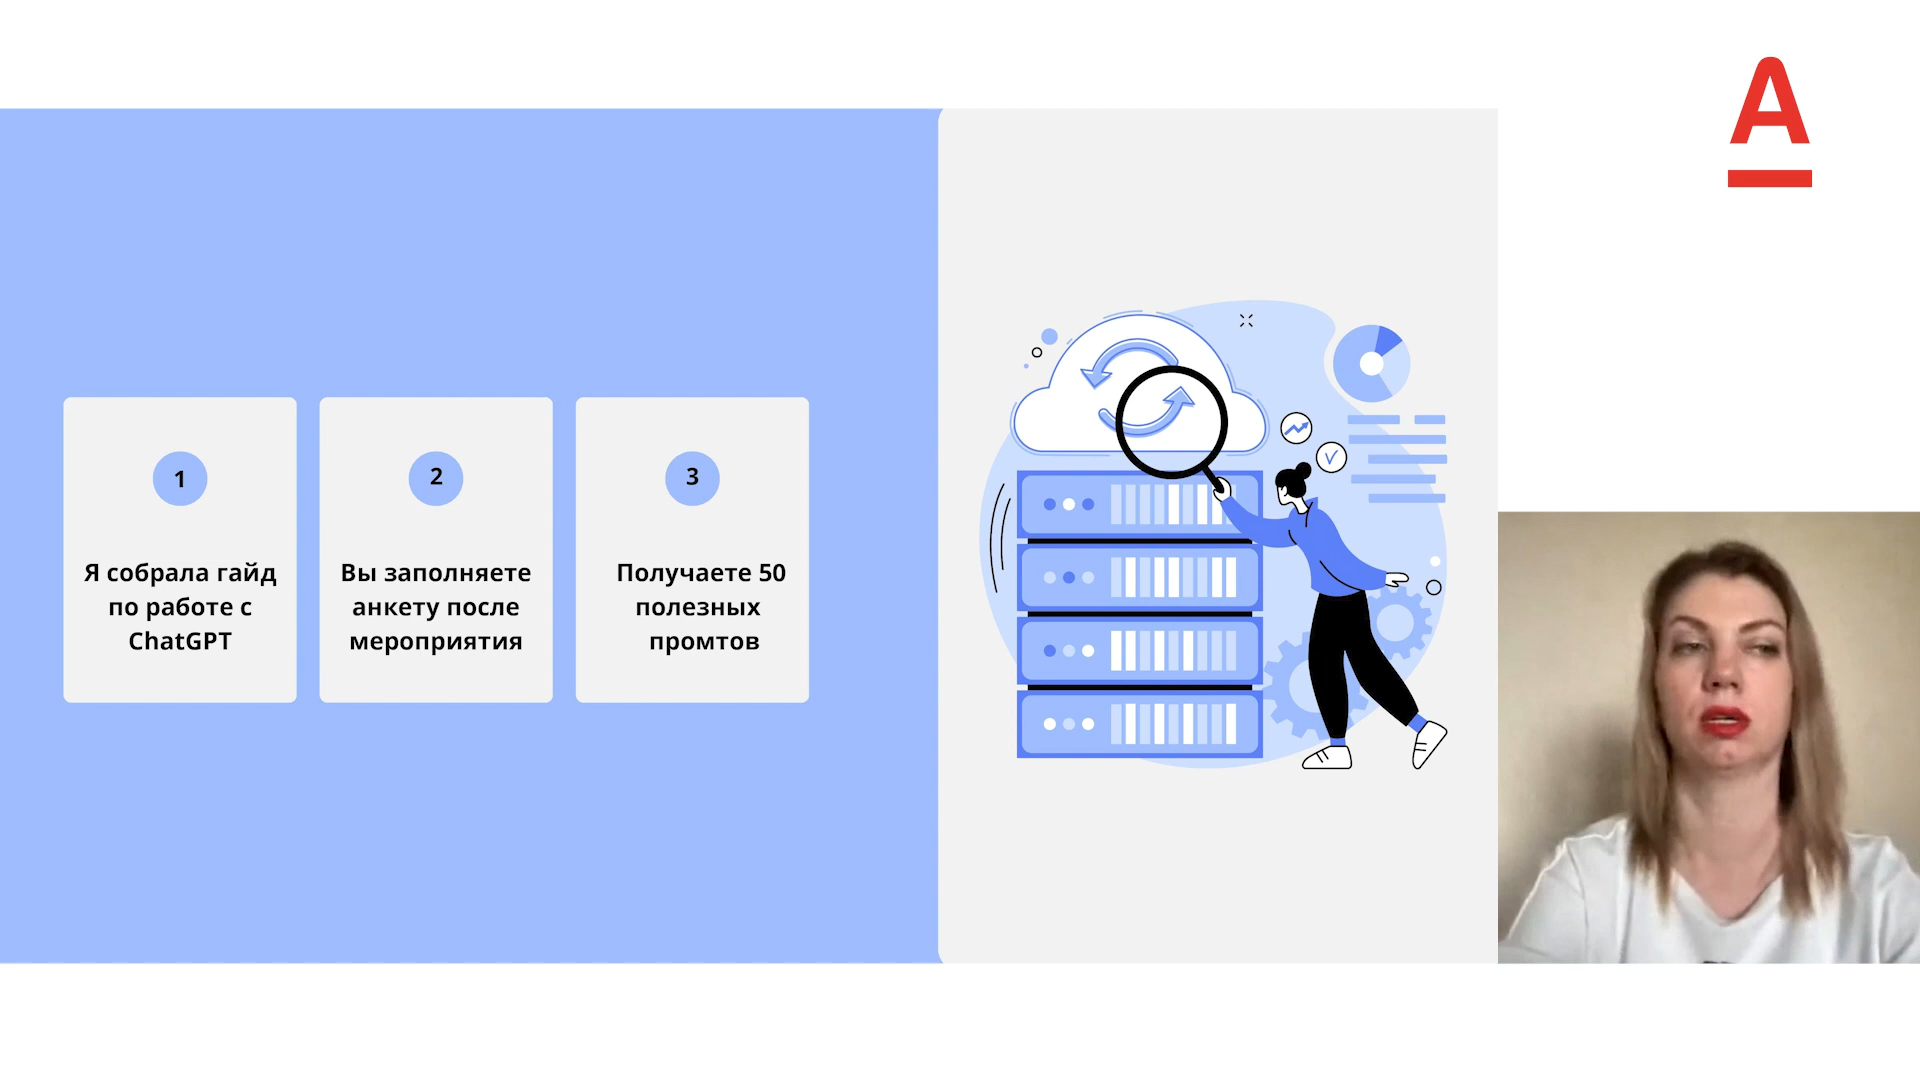 А
1
Я собрала гайд
по работе с
ChatGPT
2
Вы заполняете
анкету после
мероприятия
3
Получаете 50
полезных
промтов